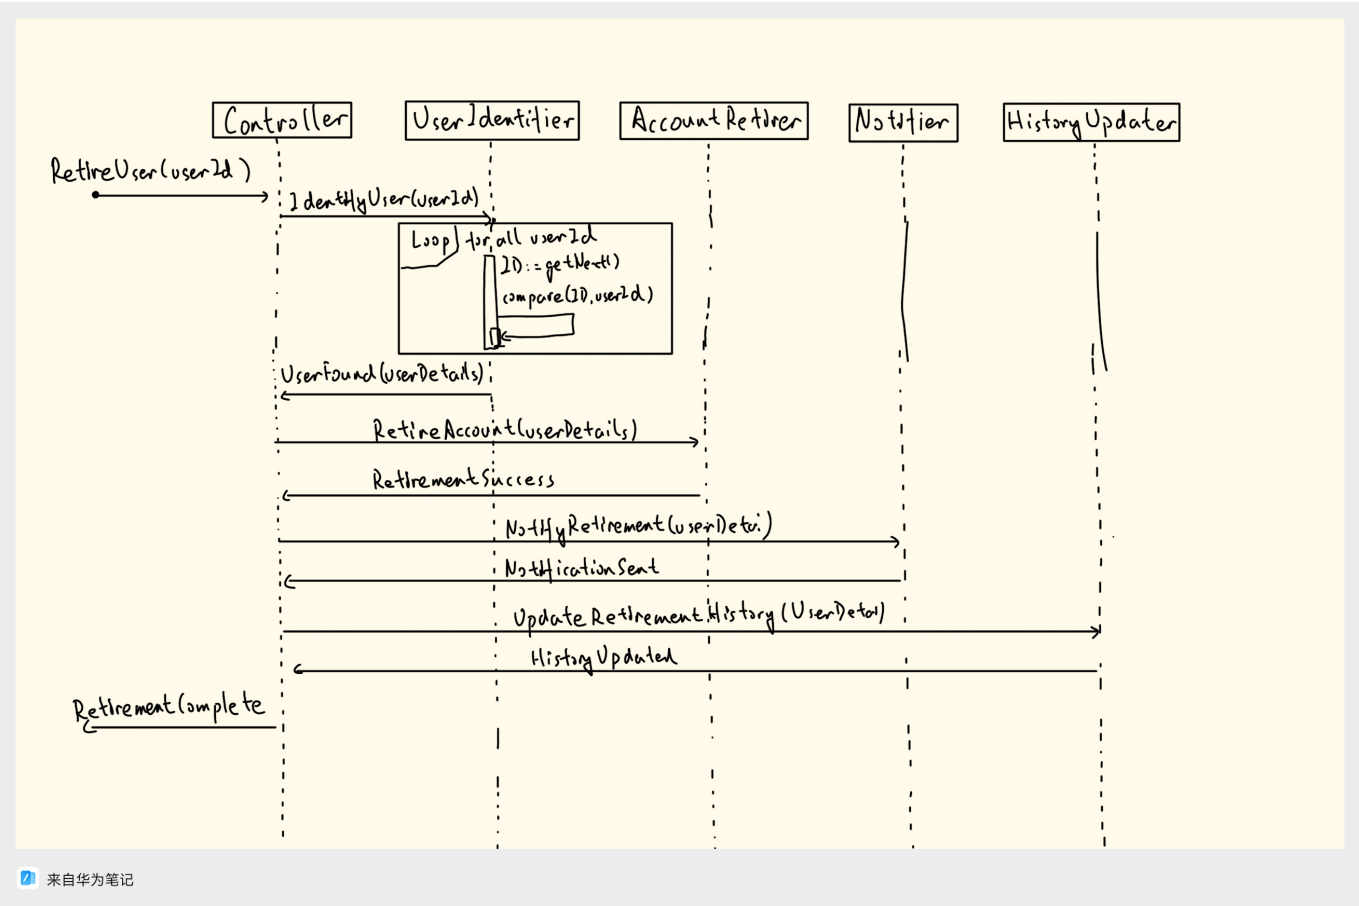 Controller
UserIdentifier
AccountRetirer
Notifier
HistoryUpdater
RetireUser(userId)
IdentifyUser(userId)
Loop for all userId
ID:=getNext()
compare(ID,userId)
UserFound(userDetails)
RetireAccount(userDetails)
RetirementSuccess
NotifyRetirement(userDetai)
NotificationSent
UpdateRetirementHistory(UserDetai)
HistoryUpdated
RetirementComplete
来自华为笔记